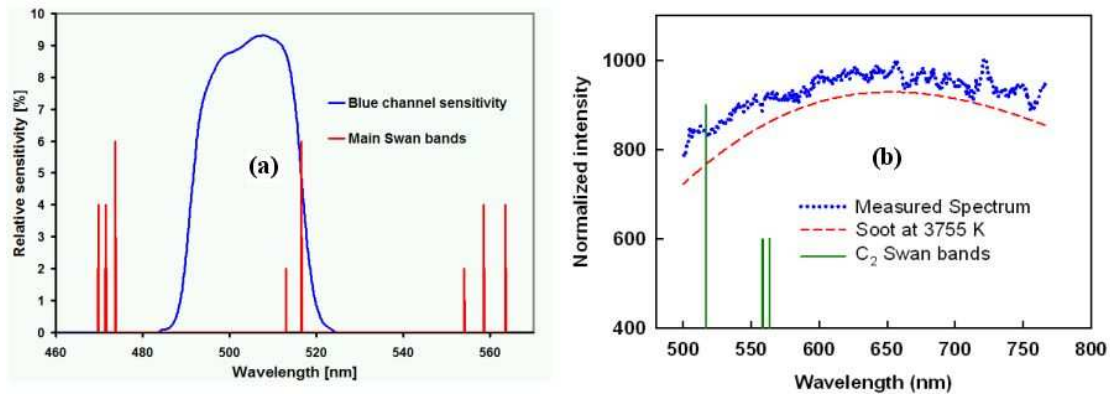 10
9
8
7
6
5
4
3
2
1
0
Relative sensitivity [%]
Blue channel sensitivity
Main Swan bands
(a)
460 480 500 520 540 560
Wavelength [nm]
1000
800
600
400
Normalized intensity
(b)
Measured Spectrum
Soot at 3755 K
C₂ Swan bands
500 550 600 650 700 750 800
Wavelength (nm)